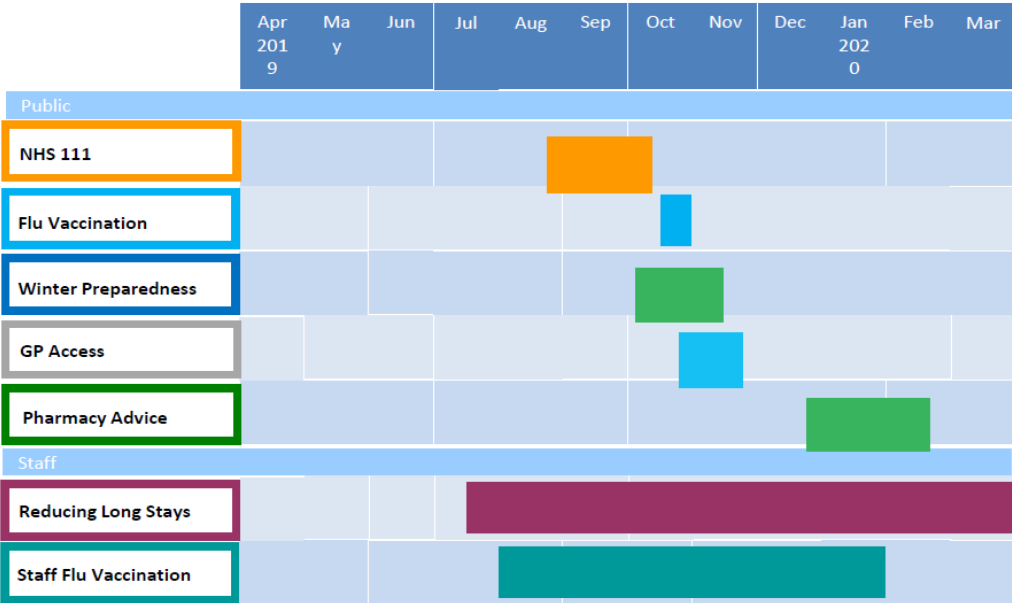 Apr Ma Jun Jul Aug Sep Oct Nov Dec Jan Feb Mar
201 y 202
9 0
Public
NHS 111
Flu Vaccination
Winter Preparedness
GP Access
Pharmacy Advice
Staff
Reducing Long Stays
Staff Flu Vaccination